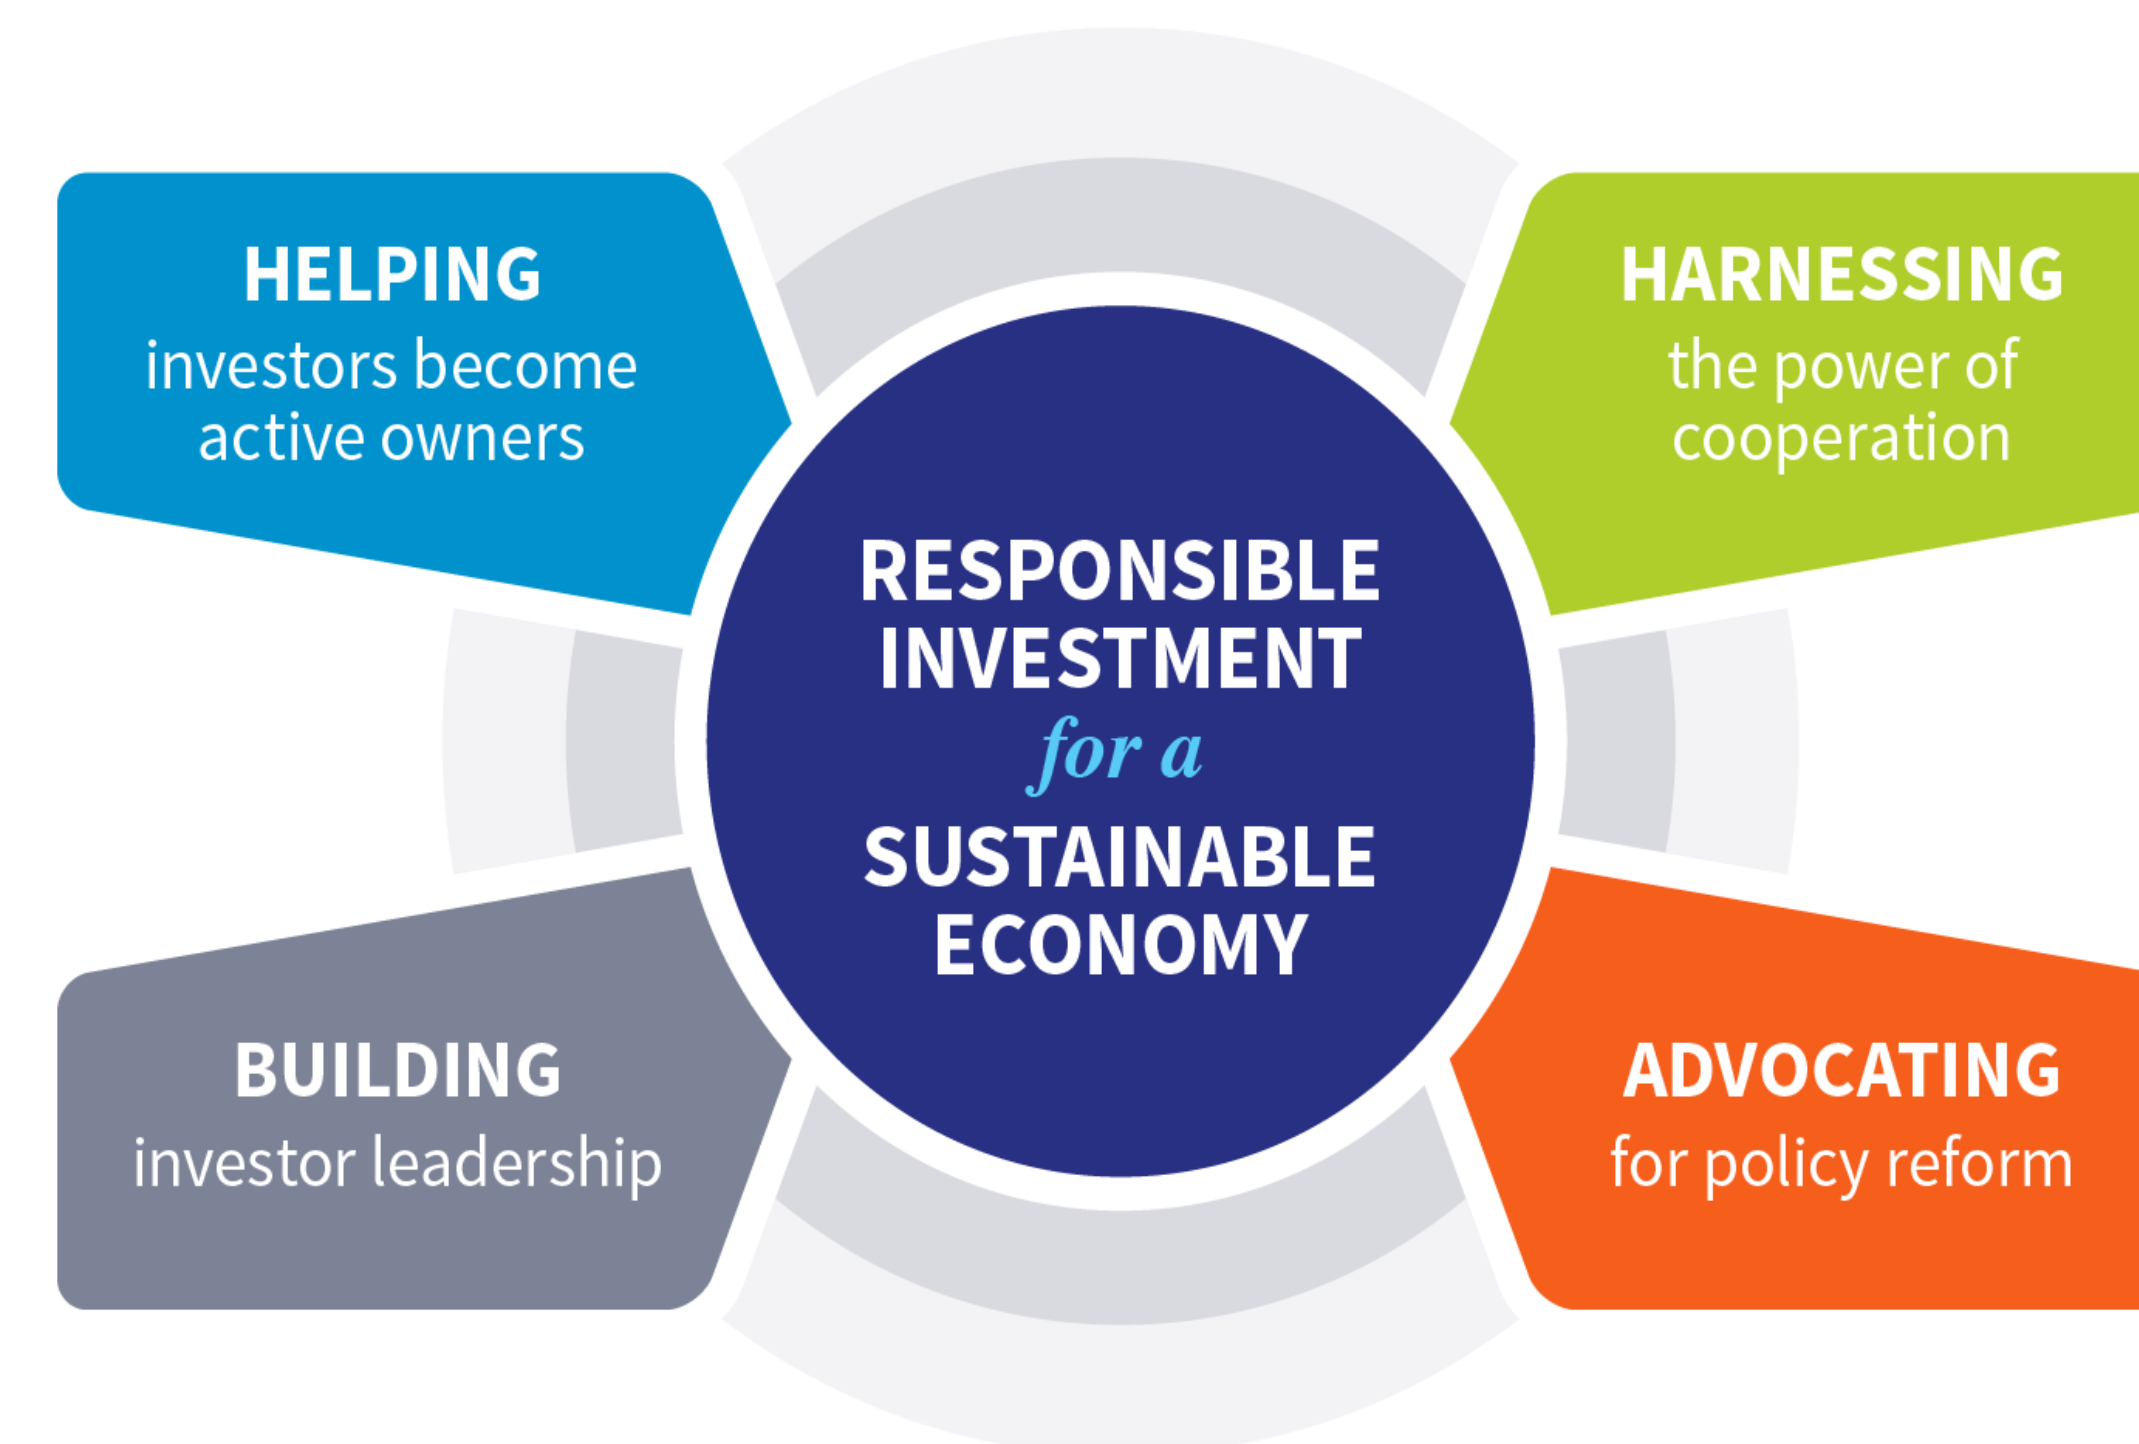 HELPING
investors become
active owners
HARNESSING
the power of
cooperation
RESPONSIBLE
INVESTMENT
for a
SUSTAINABLE
ECONOMY
BUILDING
investor leadership
ADVOCATING
for policy reform